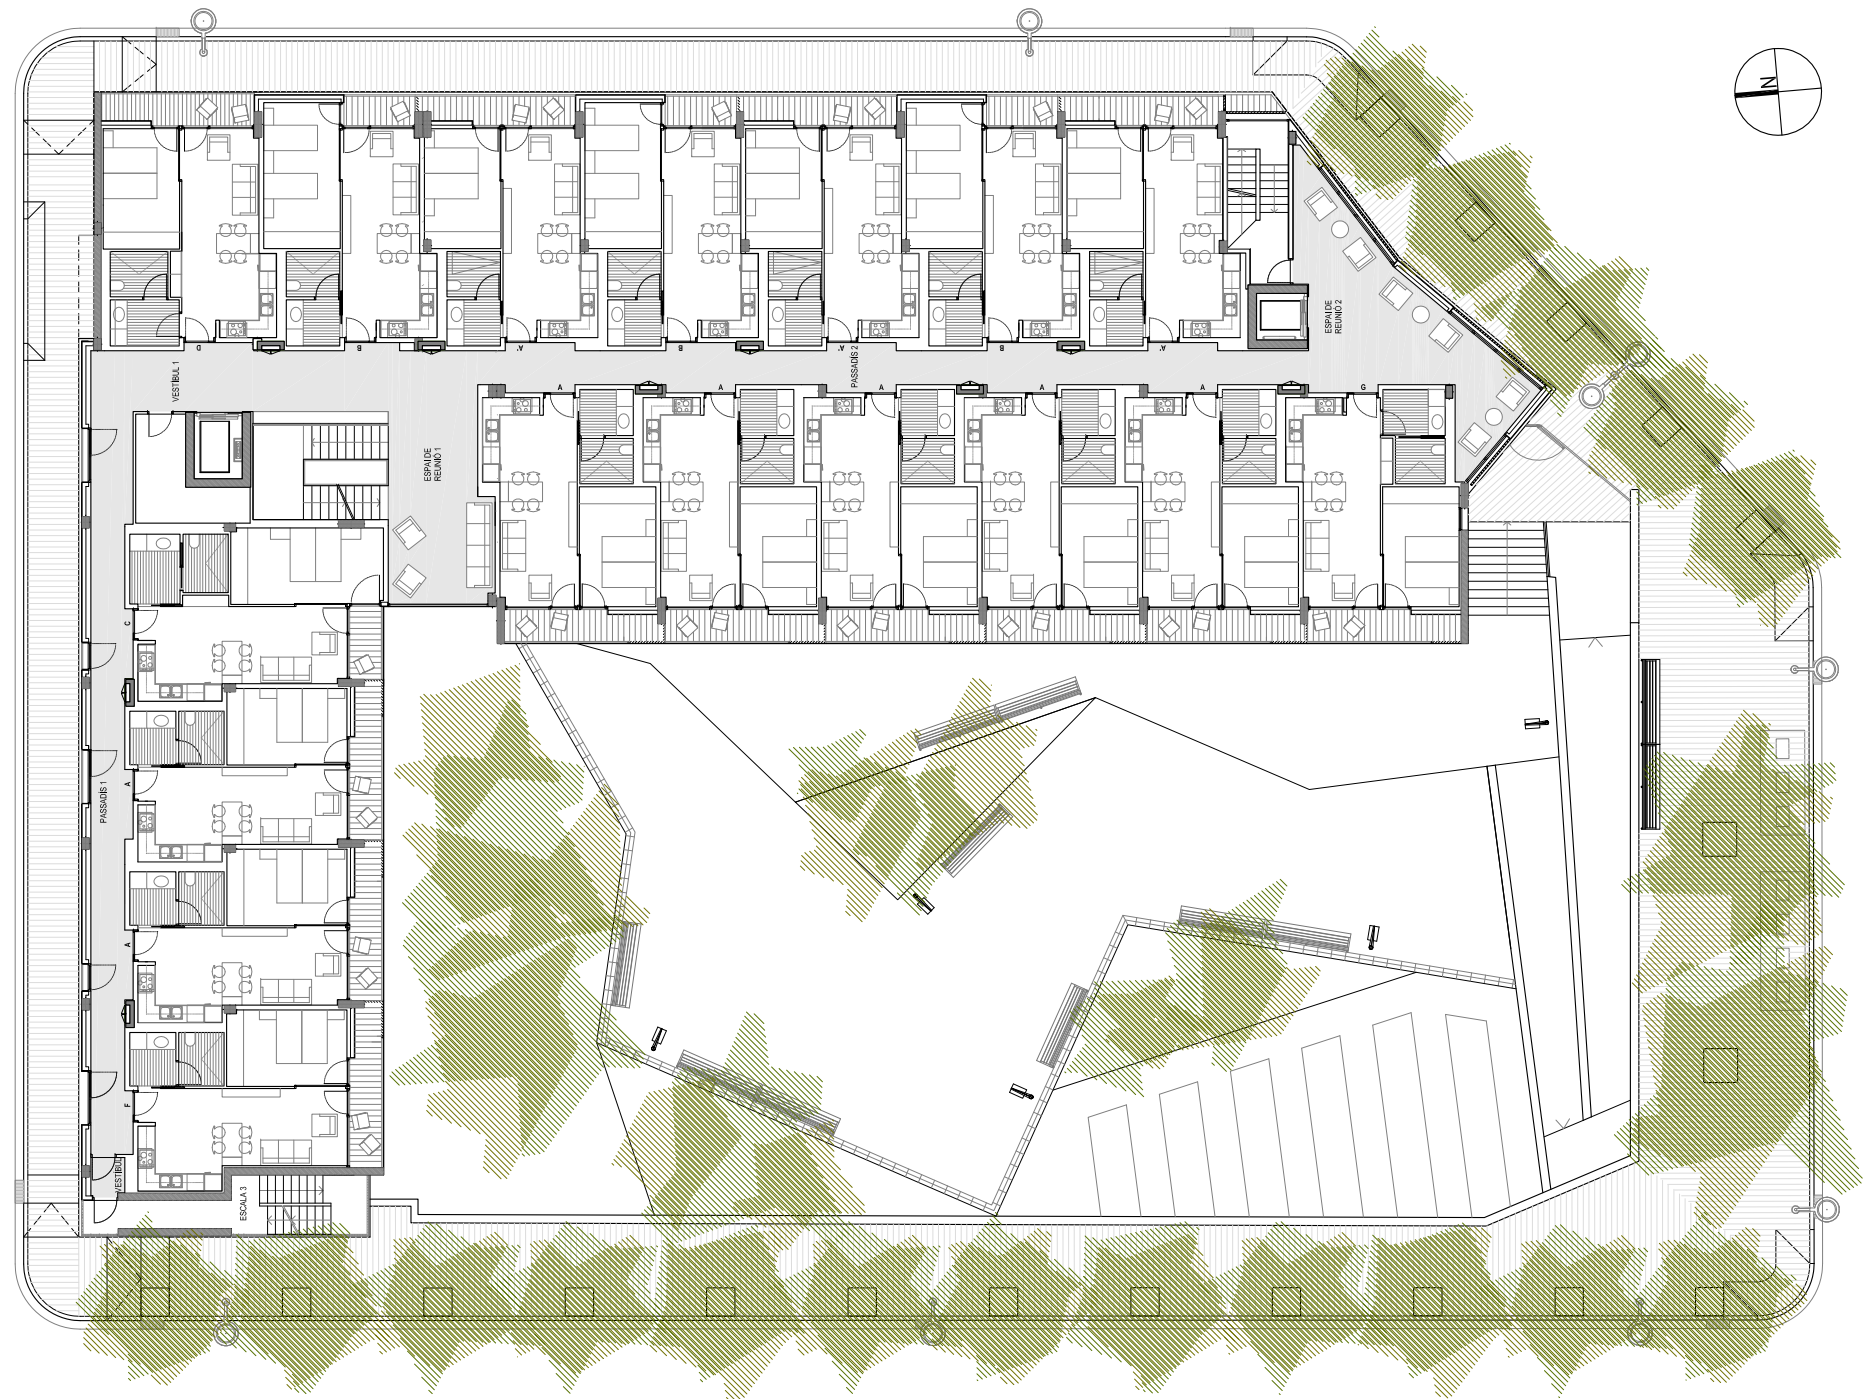 N
D
B
A'
B
A'
B
A'
VESTÍBUL 1
PASSADÍS 2
ESPAI DE
REUNIÓ 2
A
A
A
A
A
G
ESPAI DE
REUNIÓ 1
C
A
PASSADÍS 1
A
F
VESTÍBUL
ESCALA 3